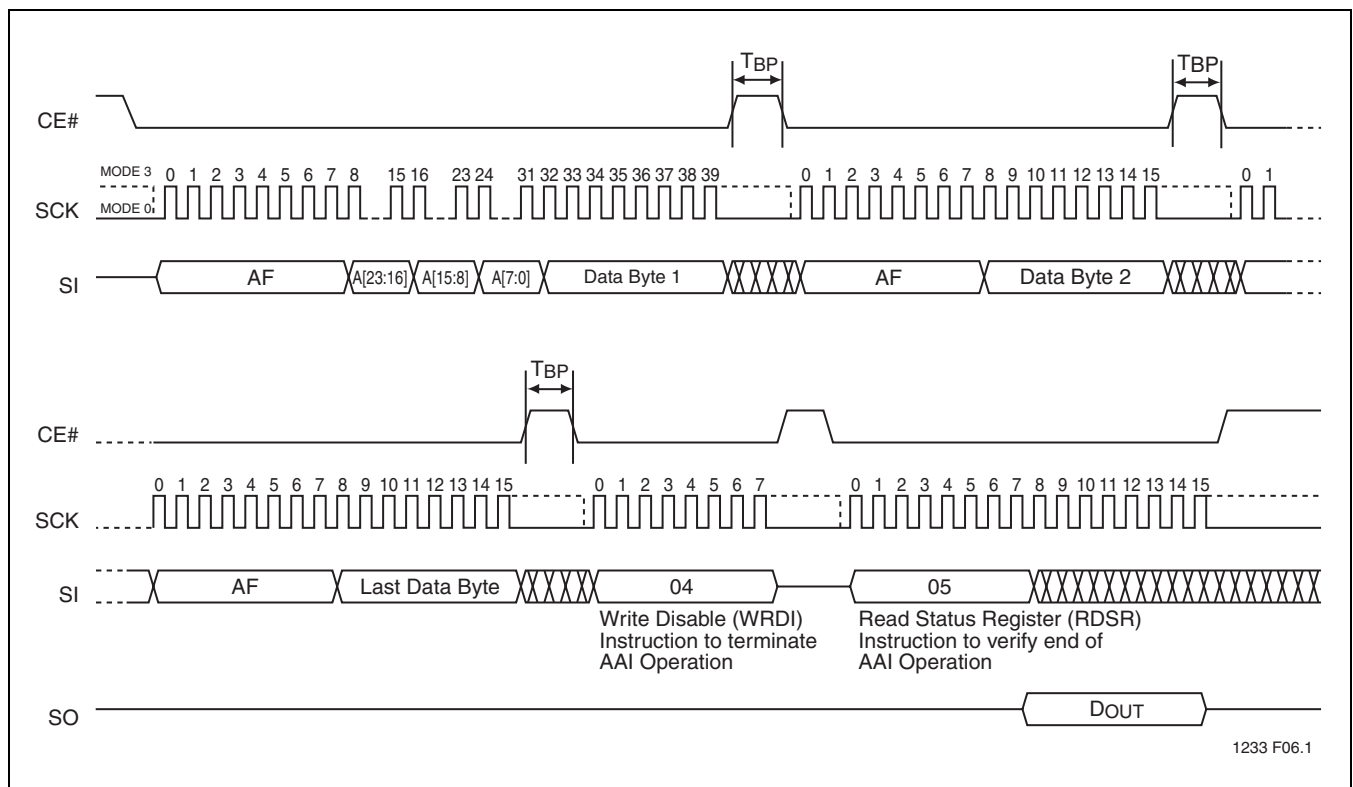 TBP TBP
CE#
MODE 3 0 1 2 3 4 5 6 7 8 15 16 23 24 31 32 33 34 35 36 37 38 39 0 1 2 3 4 5 6 7 8 9 10 11 12 13 14 15 0 1
SCK MODE 0
SI AF A[23:16] A[15:8] A[7:0] Data Byte 1 AF Data Byte 2
TBP
CE#
0 1 2 3 4 5 6 7 8 9 10 11 12 13 14 15 0 1 2 3 4 5 6 7 0 1 2 3 4 5 6 7 8 9 10 11 12 13 14 15
SCK
SI AF Last Data Byte 04 05
Write Disable (WRDI)
Instruction to terminate
AAI Operation
Read Status Register (RDSR)
Instruction to verify end of
AAI Operation
SO DOUT
1233 F06.1